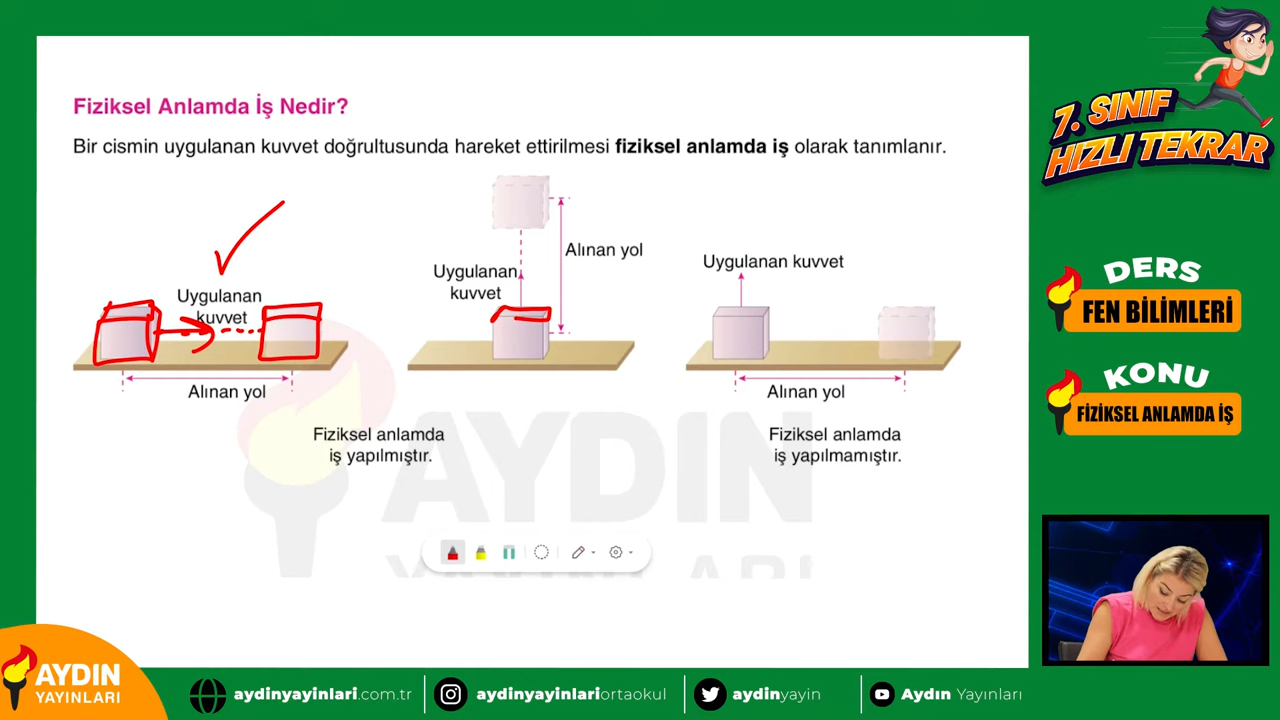 Fiziksel Anlamda İş Nedir?
Bir cismin uygulanan kuvvet doğrultusunda hareket ettirilmesi fiziksel anlamda iş olarak tanımlanır.
Uygulanan
kuvvet
Alınan yol
Uygulanan
kuvvet
Alınan yol
Uygulanan kuvvet
Alınan yol
Fiziksel anlamda
iş yapılmıştır.
Fiziksel anlamda
iş yapılmamıştır.
AYDIN
YAYINLARI
7. SINIF
HIZLI TEKRAR
DERS
FEN BİLİMLERİ
KONU
FİZİKSEL ANLAMDA İŞ
AYDIN
YAYINLARI
aydinyayinlari.com.tr
aydinyayinlariortaokul
aydinyayin
Aydın Yayınları